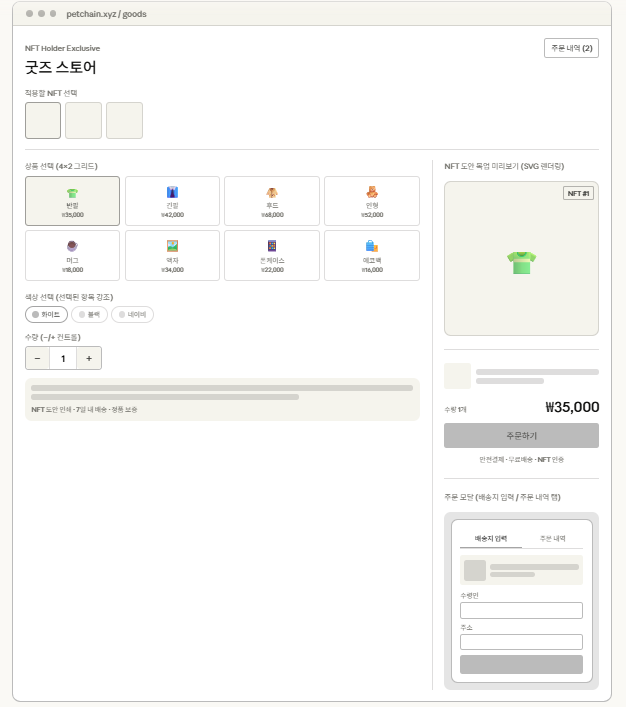 petchain.xyz / goods
NFT Holder Exclusive
주문 내역 (2)
굿즈 스토어
적용할 NFT 선택
상품 선택 (4×2 그리드)
반팔
₩35,000
긴팔
₩42,000
후드
₩68,000
인형
₩52,000
머그
₩18,000
액자
₩34,000
폰케이스
₩22,000
에코백
₩16,000
색상 선택 (선택된 항목 강조)
화이트
블랙
네이비
수량 (−/+ 컨트롤)
− 1 +
NFT 도안 인쇄 · 7일 내 배송 · 정품 보증
NFT 도안 목업 미리보기 (SVG 렌더링)
NFT #1
수량 1개
₩35,000
주문하기
안전결제 · 무료배송 · NFT 인증
주문 모달 (배송지 입력 / 주문 내역 탭)
배송지 입력
주문 내역
수령인
주소